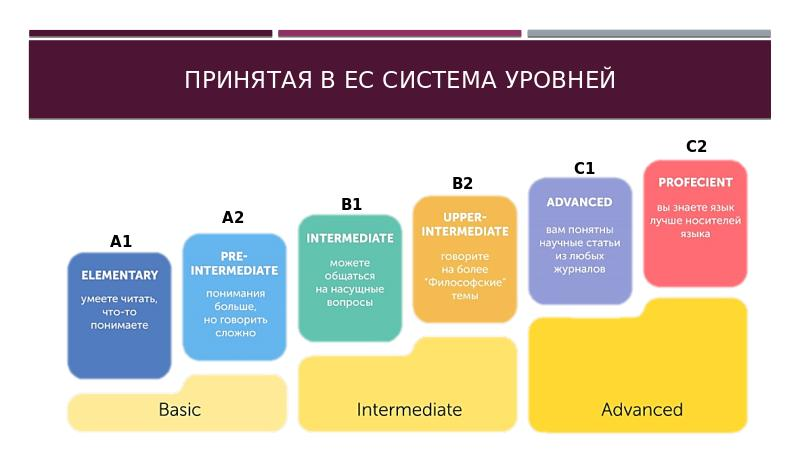 ПРИНЯТАЯ В ЕС СИСТЕМА УРОВНЕЙ
A1
ELEMENTARY
умеете читать,
что-то
понимаете
A2
PRE-
INTERMEDIATE
понимания
больше,
но говорить
сложно
B1
INTERMEDIATE
можете
общаться
на насущные
вопросы
B2
UPPER-
INTERMEDIATE
говорите
на более
"Философские"
темы
C1
ADVANCED
вам понятны
научные статьи
из любых
журналов
C2
PROFECIENT
вы знаете язык
лучше носителей
языка
Basic
Intermediate
Advanced